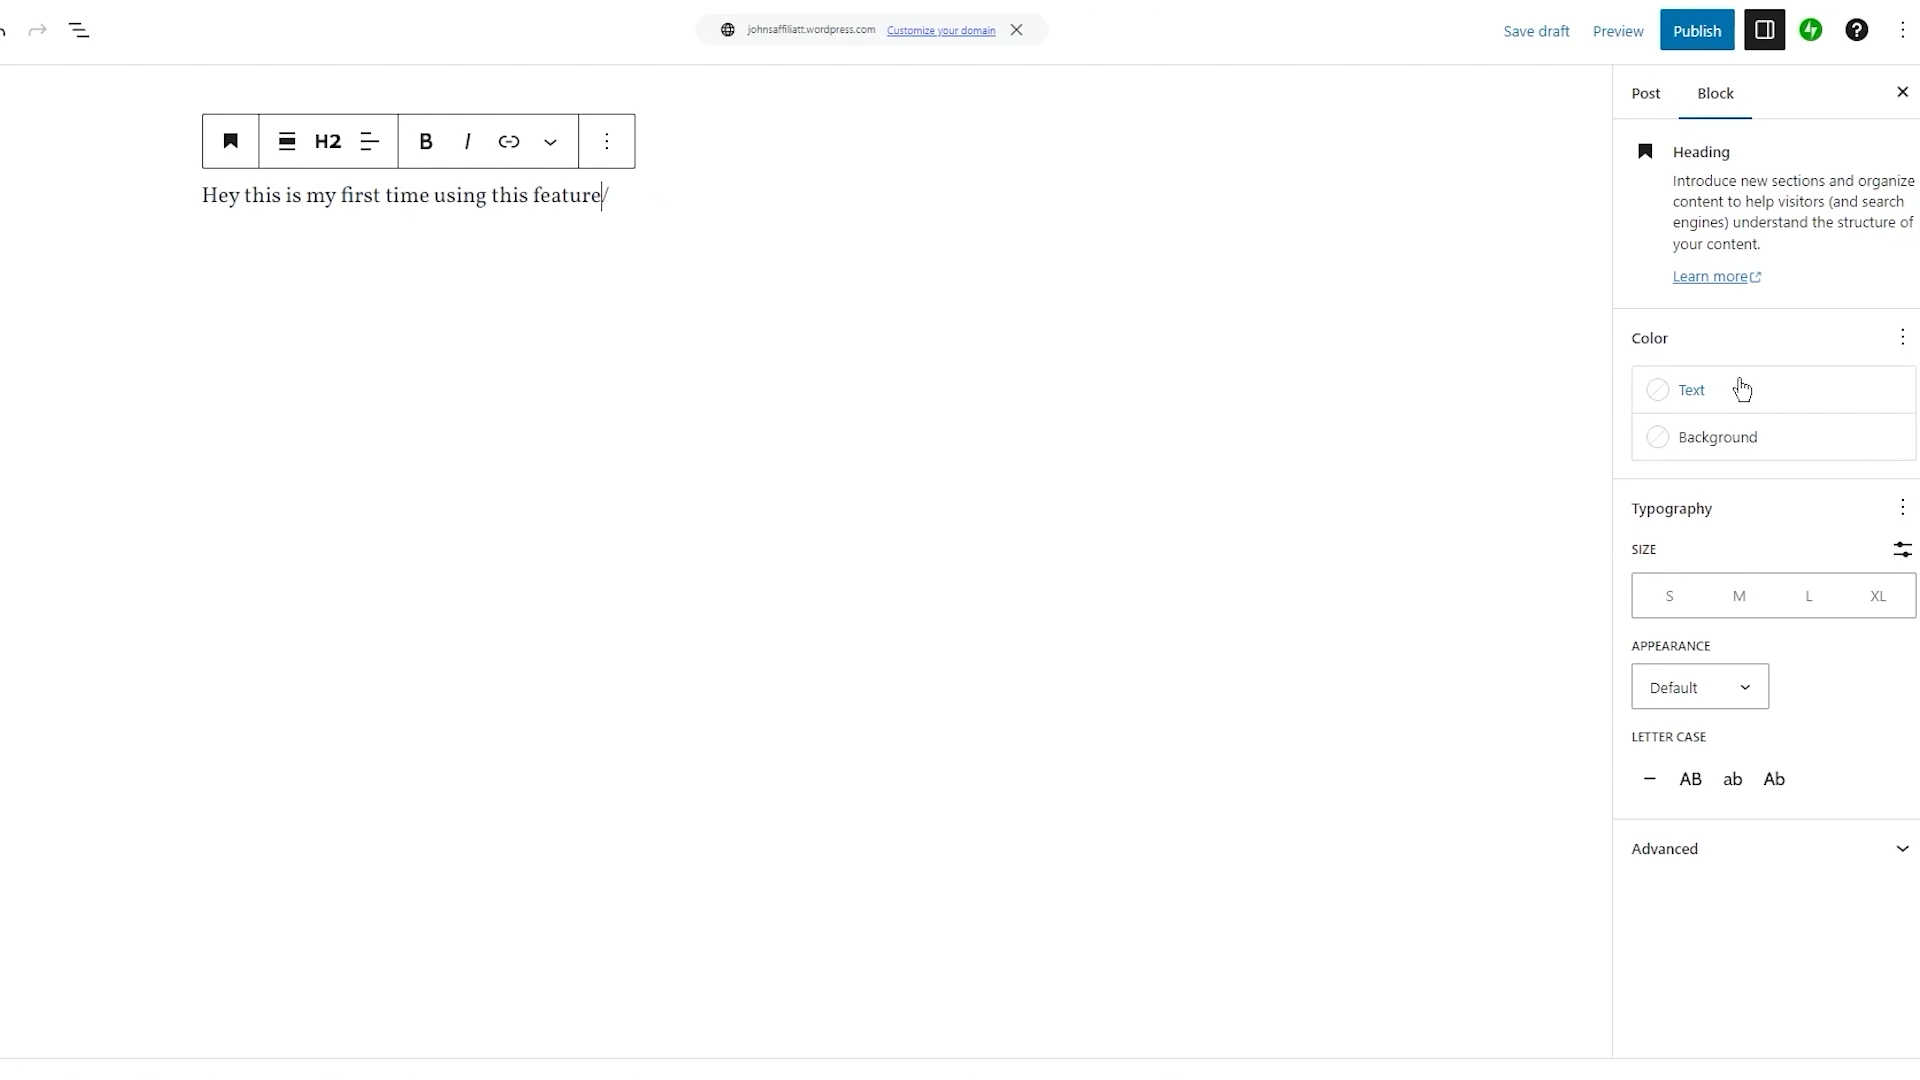 johnsaffiliatt.wordpress.com Customize your domain
Save draft Preview Publish
Post Block
H2 B I
Hey this is my first time using this feature/
Heading
Introduce new sections and organize
content to help visitors (and search
engines) understand the structure of
your content.
Learn more
Color
Text
Background
Typography
SIZE
S M L XL
APPEARANCE
Default
LETTER CASE
— AB ab Ab
Advanced